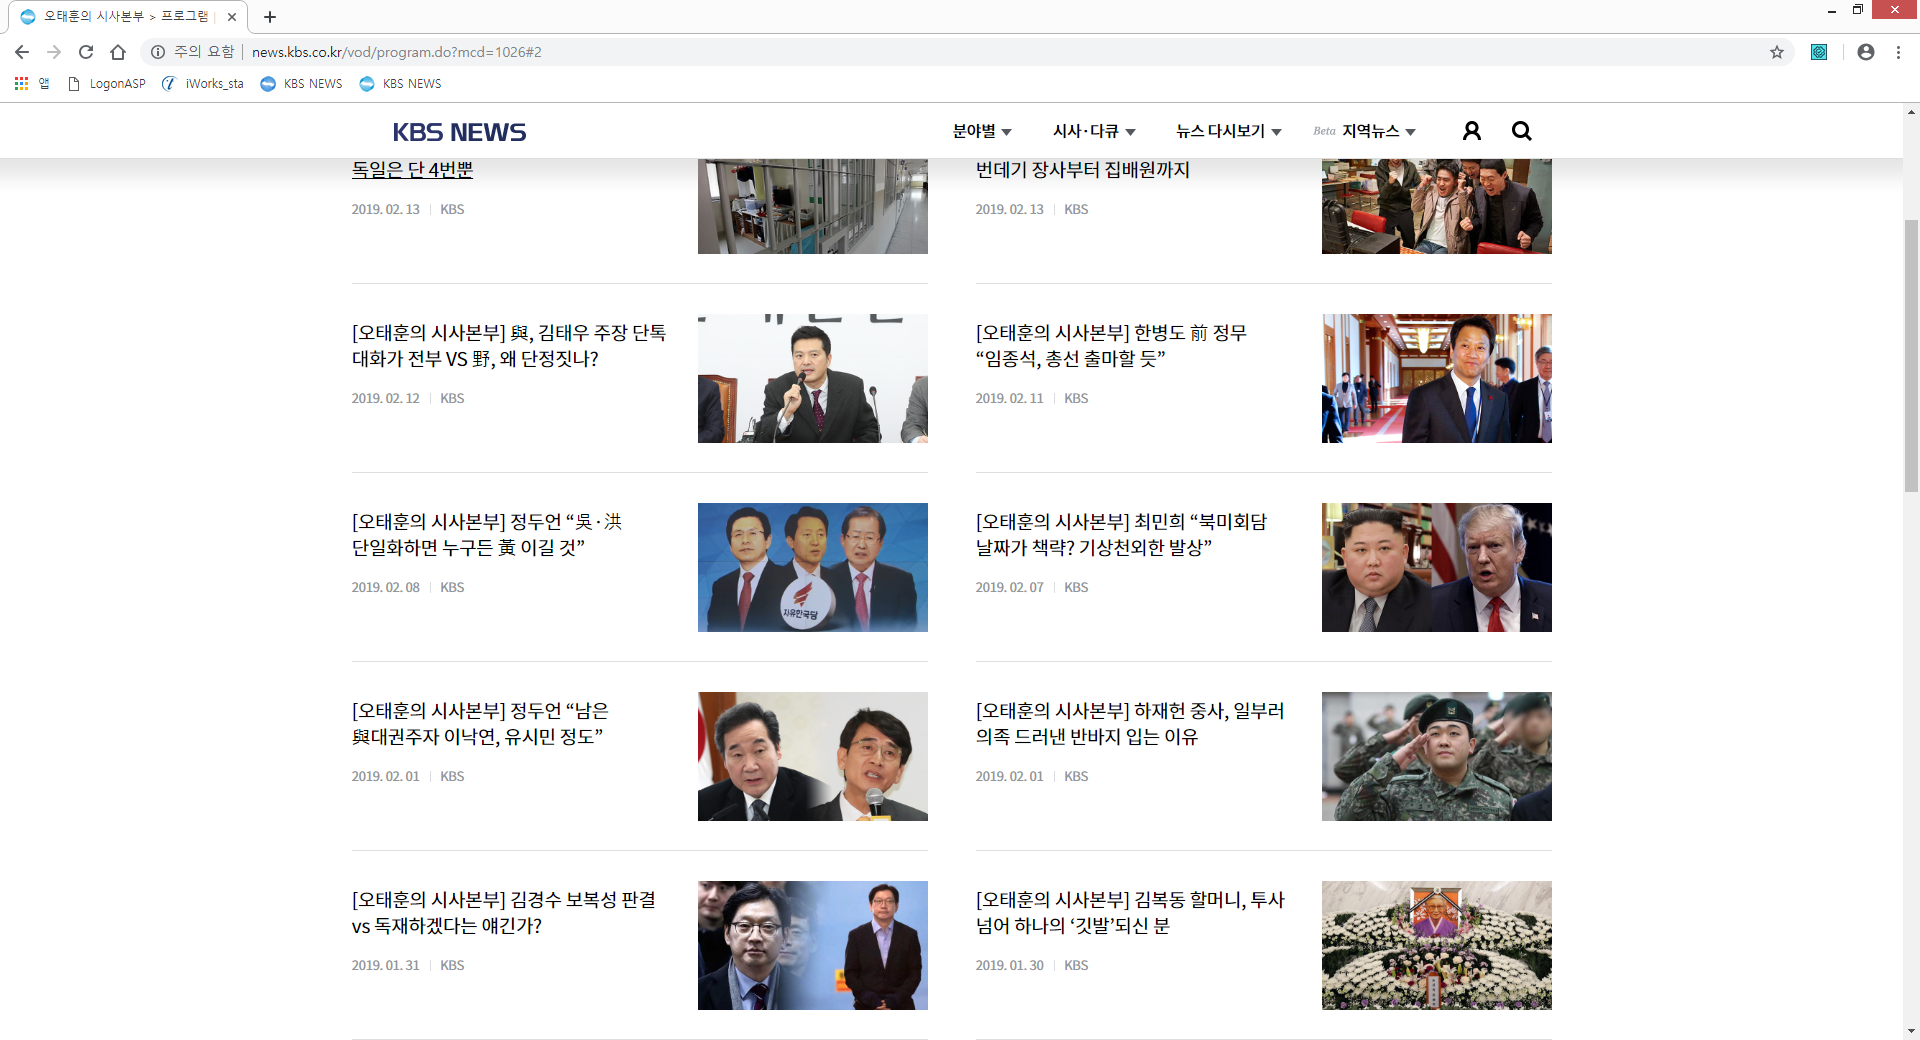 오태훈의 시사본부 > 프로그램
주의 요함
news.kbs.co.kr/vod/program.do?mcd=1026#2
앱
LogonASP
iWorks_sta
KBS NEWS
KBS NEWS
KBS NEWS
분야별
시사·다큐
뉴스 다시보기
Beta 지역뉴스
독일은 단 4번뿐
2019. 02. 13 | KBS
번데기 장사부터 집배원까지
2019. 02. 13 | KBS
[오태훈의 시사본부] 與, 김태우 주장 단톡
대화가 전부 VS 野, 왜 단정짓나?
2019. 02. 12 | KBS
[오태훈의 시사본부] 한병도 前 정무
“임종석, 총선 출마할 듯”
2019. 02. 11 | KBS
[오태훈의 시사본부] 정두언 “吳·洪
단일화하면 누구든 黃 이길 것”
2019. 02. 08 | KBS
자유한국당
[오태훈의 시사본부] 최민희 “북미회담
날짜가 책략? 기상천외한 발상”
2019. 02. 07 | KBS
[오태훈의 시사본부] 정두언 “남은
與대권주자 이낙연, 유시민 정도”
2019. 02. 01 | KBS
[오태훈의 시사본부] 하재헌 중사, 일부러
의족 드러낸 반바지 입는 이유
2019. 02. 01 | KBS
[오태훈의 시사본부] 김경수 보복성 판결
vs 독재하겠다는 얘긴가?
2019. 01. 31 | KBS
[오태훈의 시사본부] 김복동 할머니, 투사
넘어 하나의 ‘깃발’되신 분
2019. 01. 30 | KBS